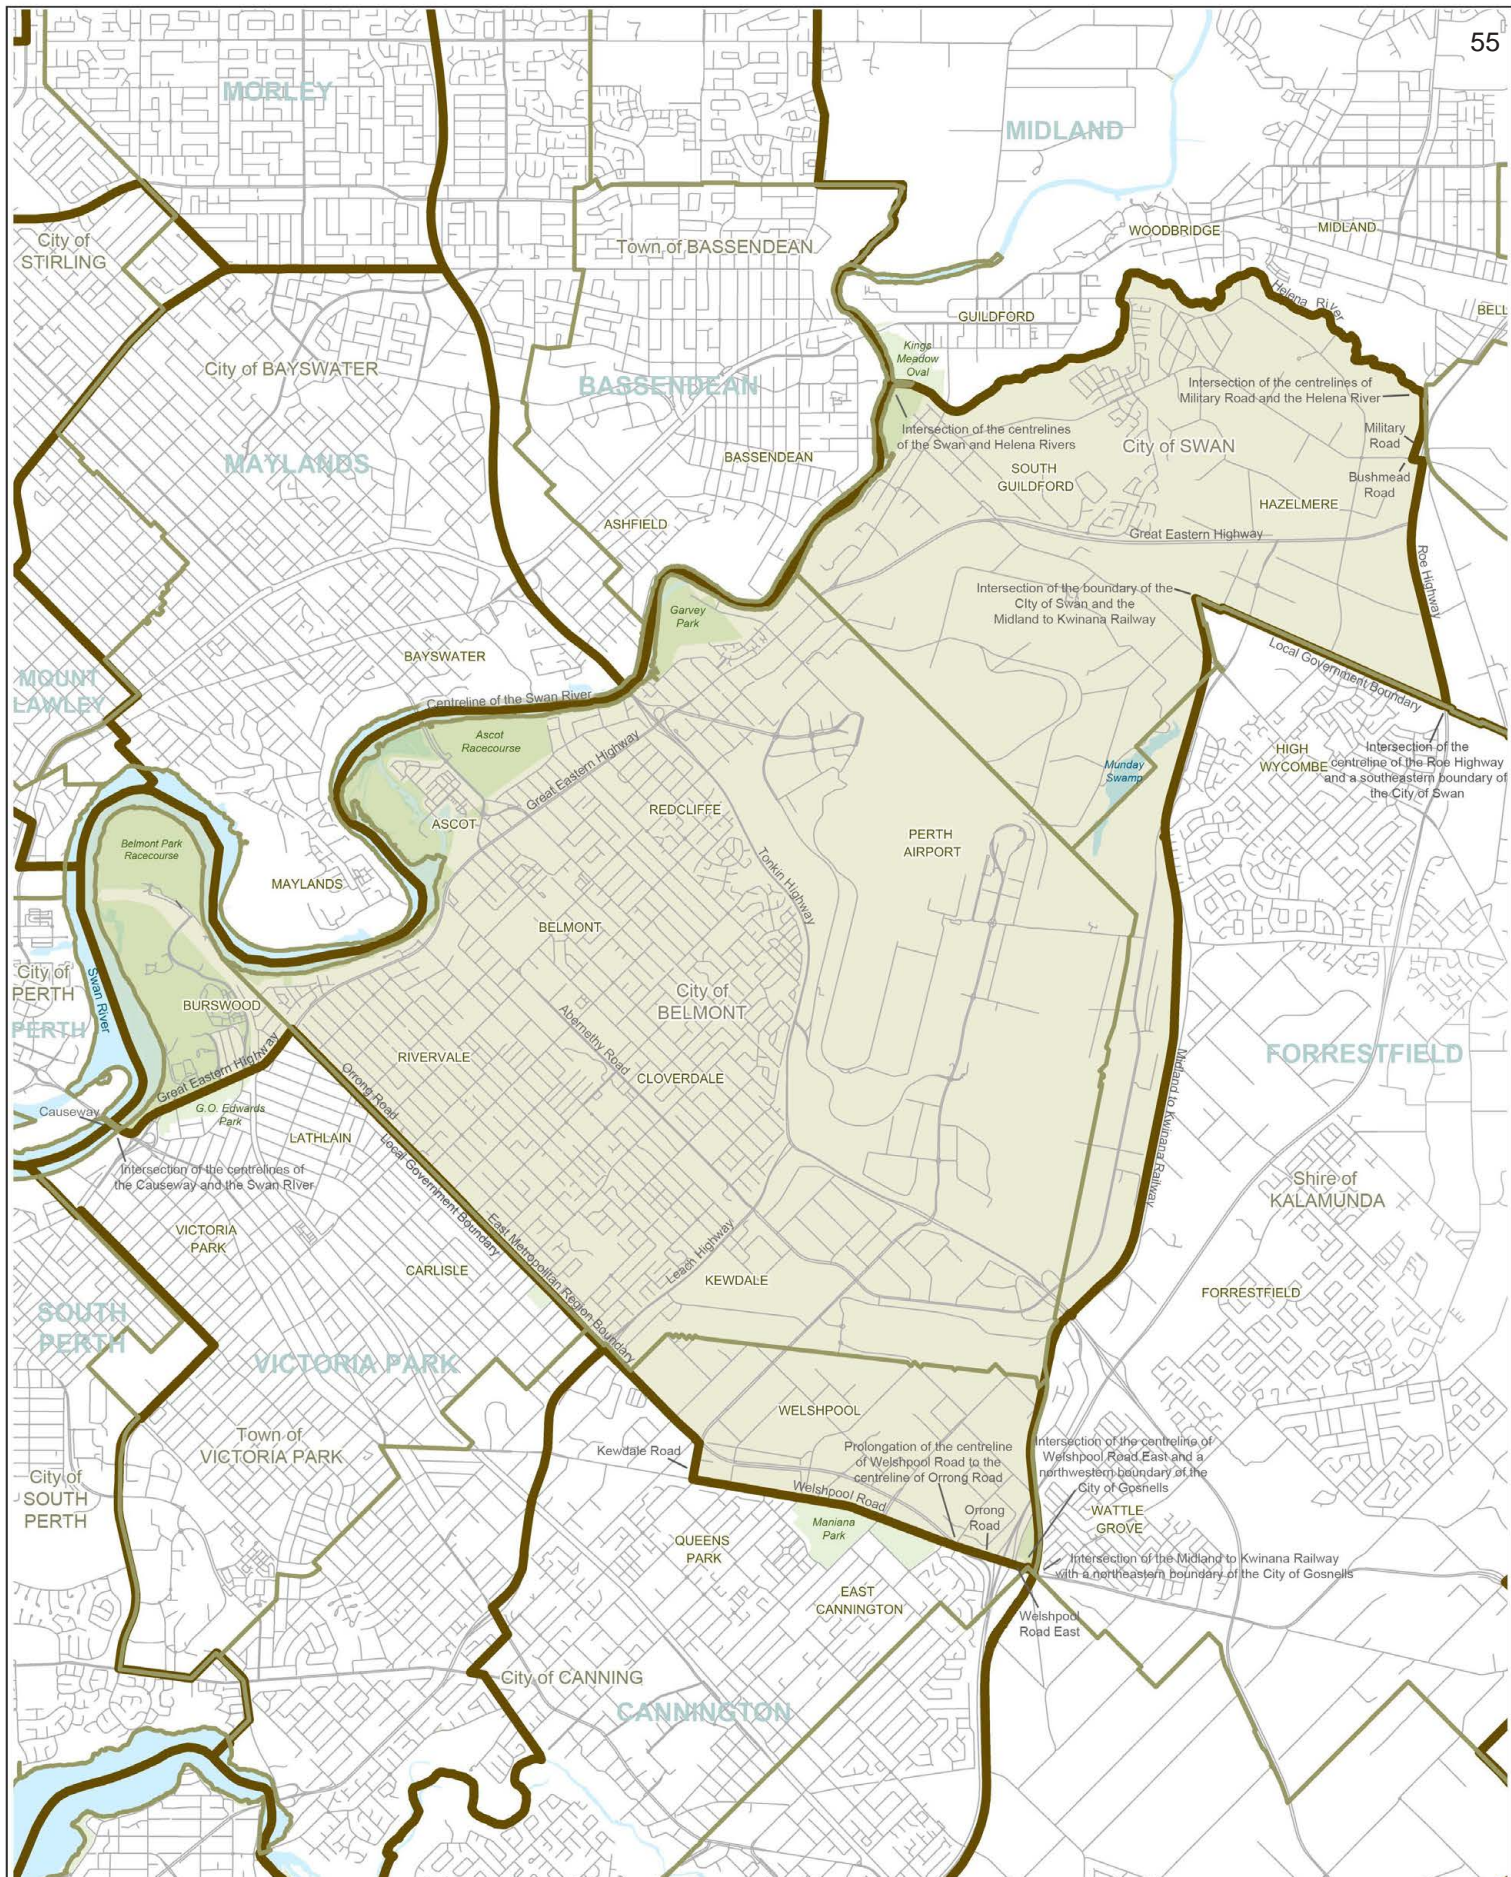 55
MORLEY
MIDLAND
City of
STIRLING
Town of BASSENDEAN
WOODBRIDGE
MIDLAND
Helena River
BELL
GUILDFORD
Kings
Meadow
Oval
City of BAYSWATER
BASSENDEAN
Intersection of the centrelines of
Military Road and the Helena River
Intersection of the centrelines
of the Swan and Helena Rivers
Military
Road
City of SWAN
BASSENDEAN
MAYLANDS
SOUTH
GUILDFORD
Bushmead
Road
HAZELMERE
ASHFIELD
Great Eastern Highway
Roe Highway
Intersection of the boundary of the
CIty of Swan and the
Midland to Kwinana Railway
Garvey
Park
BAYSWATER
Local Government Boundary
MOUNT
LAWLEY
Centreline of the Swan River
Ascot
Racecourse
Great Eastern Highway
HIGH
WYCOMBE
Intersection of the
centreline of the Roe Highway
and a southeastern boundary of
the City of Swan
Munday
Swamp
REDCLIFFE
ASCOT
PERTH
AIRPORT
Belmont Park
Racecourse
MAYLANDS
Tonkin Highway
BELMONT
City of
PERTH
Swan River
City of
BELMONT
BURSWOOD
PERTH
Abernethy Road
RIVERVALE
FORRESTFIELD
Great Eastern Highway
Orrong Road
CLOVERDALE
Midland to Kwinana Railway
Causeway
G.O. Edwards
Park
LATHLAIN
Local Government Boundary
Intersection of the centrelines of
the Causeway and the Swan RIver
Shire of
KALAMUNDA
VICTORIA
PARK
East Metropolitan Region Boundary
Leach Highway
CARLISLE
KEWDALE
FORRESTFIELD
SOUTH
PERTH
VICTORIA PARK
WELSHPOOL
Town of
VICTORIA PARK
Kewdale Road
Prolongation of the centreline
of Welshpool Road to the
centreline of Orrong Road
Intersection of the centreline of
Welshpool Road East and a
northwestern boundary of the
City of Gosnells
City of
SOUTH
PERTH
Welshpool Road
Orrong
Road
WATTLE
GROVE
Maniana
Park
QUEENS
PARK
Intersection of the Midland to Kwinana Railway
with a northeastern boundary of the City of Gosnells
EAST
CANNINGTON
Welshpool
Road East
City of CANNING
CANNINGTON